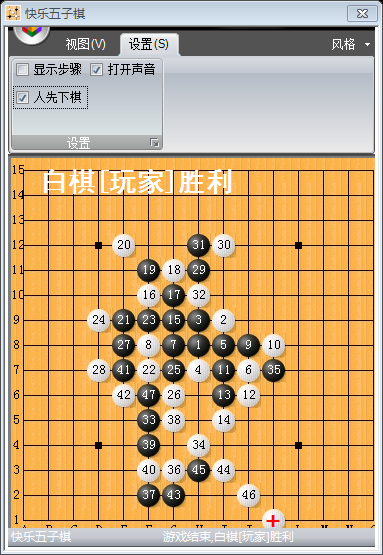 快乐五子棋
视图(V) 设置(S) 风格
显示步骤 打开声音
人先下棋
设置
15 白棋[玩家]胜利
14
13
12 20 31 30
11 19 18 29
10 16 17 32
9 24 21 23 15 3 2
8 27 8 7 1 5 9 10
7 28 41 22 25 4 11 6 35
6 42 47 26 13 12
5 33 38 14
4 39 34
3 40 36 45 44
2 37 43 46
1
快乐五子棋 游戏结束,白棋[玩家]胜利